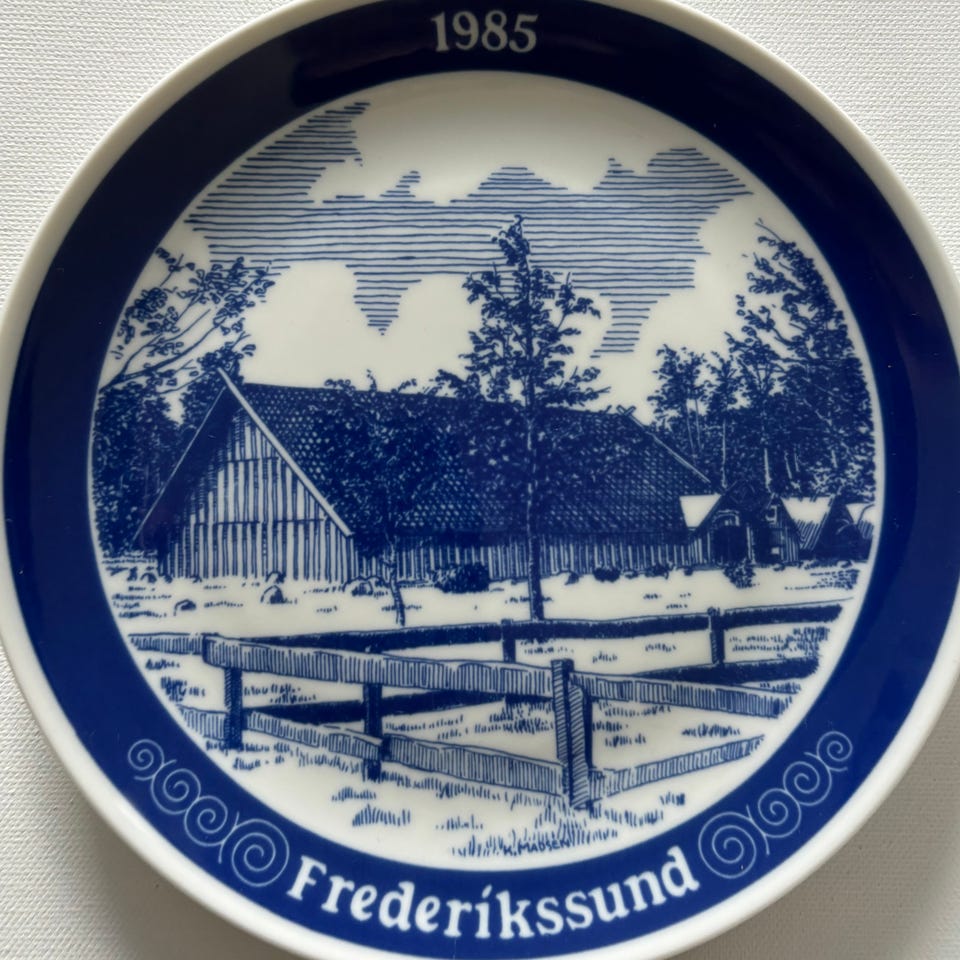 1985
K. MADSEN
Frederikssund